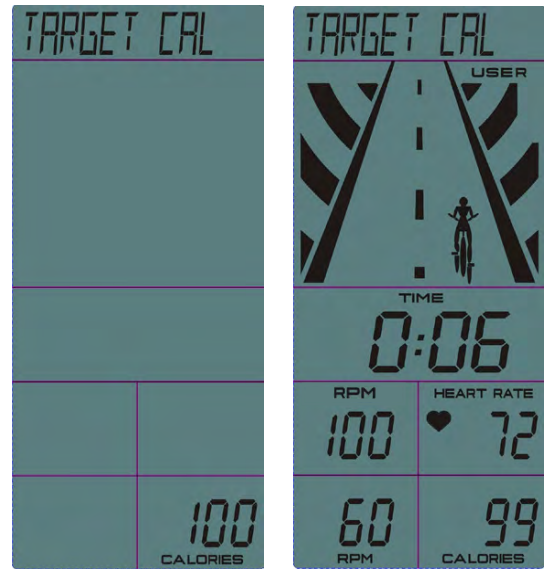 TARGET CAL
100
CALORIES
TARGET CAL
USER
TIME
0:06
RPM
HEART RATE
100
72
60
99
RPM
CALORIES